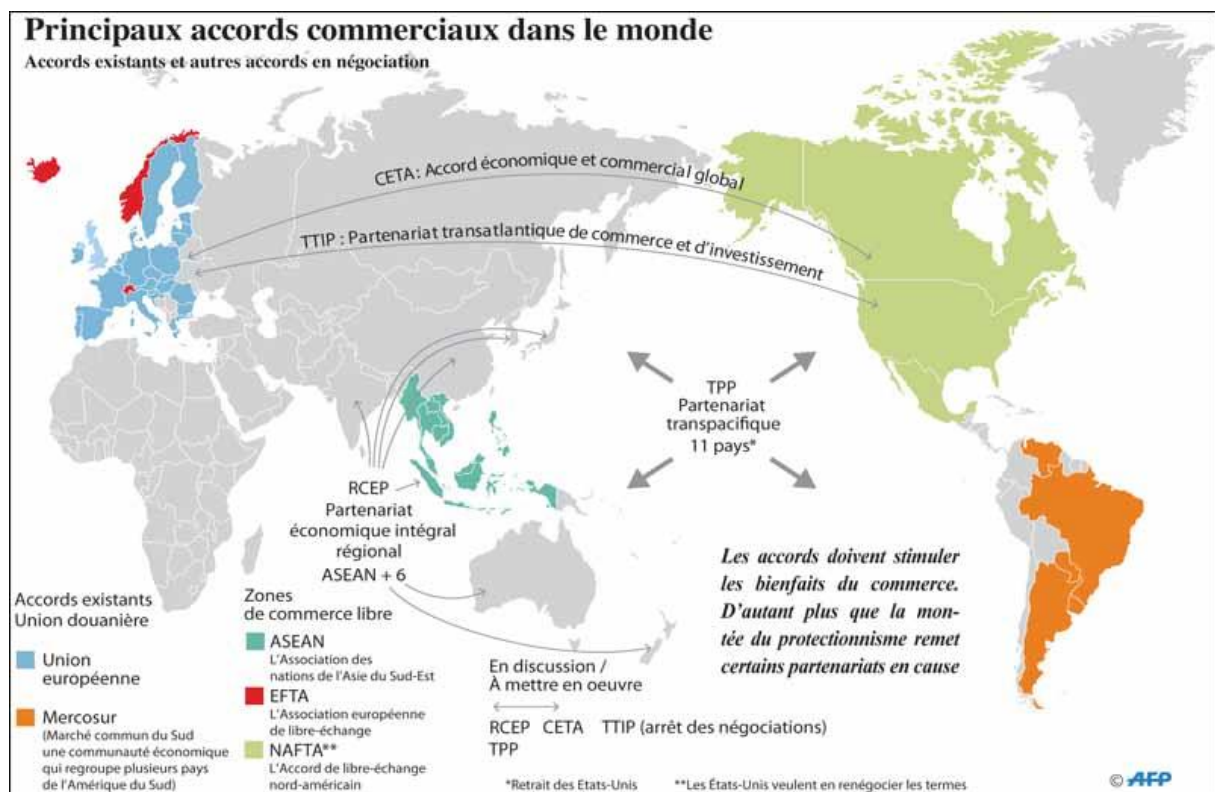 Principaux accords commerciaux dans le monde
Accords existants et autres accords en négociation
CETA : Accord économique et commercial global
TTIP : Partenariat transatlantique de commerce et d'investissement
TPP
Partenariat
transpacifique
11 pays*
RCEP
Partenariat
économique intégral
régional
ASEAN + 6
Les accords doivent stimuler
les bienfaits du commerce.
D'autant plus que la mon-
tée du protectionnisme remet
certains partenariats en cause
Accords existants
Union douanière
Union
européenne
Mercosur
(Marché commun du Sud
une communauté économique
qui regroupe plusieurs pays
de l'Amérique du Sud)
Zones
de commerce libre
ASEAN
L'Association des
nations de l'Asie du Sud-Est
EFTA
L'Association européenne
de libre-échange
NAFTA**
L'Accord de libre-échange
nord-américain
En discussion /
À mettre en oeuvre
RCEP CETA TTIP (arrêt des négociations)
TPP
*Retrait des Etats-Unis **Les États-Unis veulent en renégocier les termes
© AFP